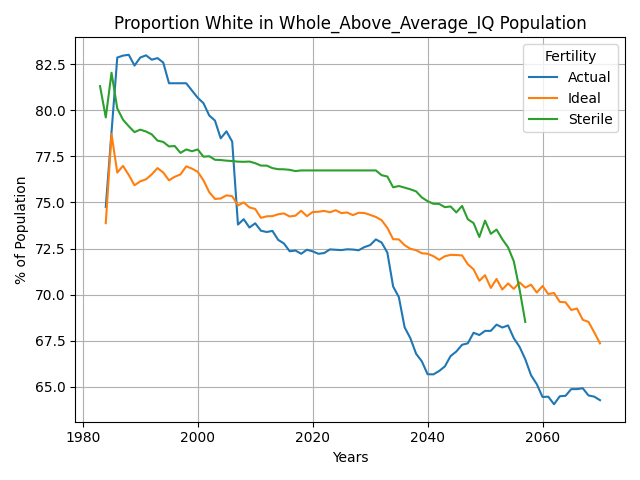 Proportion White in Whole_Above_Average_IQ Population
Fertility
Actual
Ideal
Sterile
% of Population
82.5
80.0
77.5
75.0
72.5
70.0
67.5
65.0
1980
2000
2020
2040
2060
Years